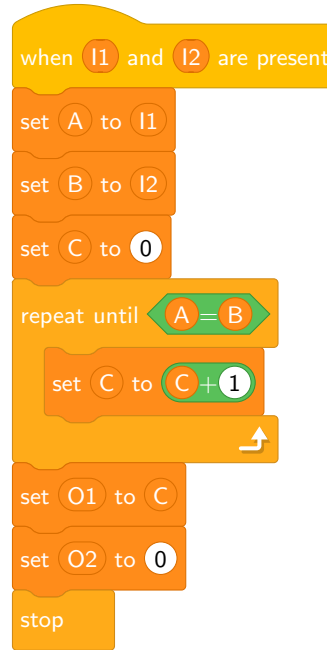 when I1 and I2 are present
set A to I1
set B to I2
set C to 0
repeat until A=B
set C to C+1
set O1 to C
set O2 to 0
stop